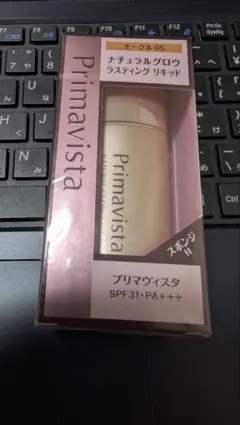 オークル05
ナチュラルグロウ
ラスティング リキッド
Primavista
Primavista
スポンジ付
プリマヴィスタ
SPF31・PA+++